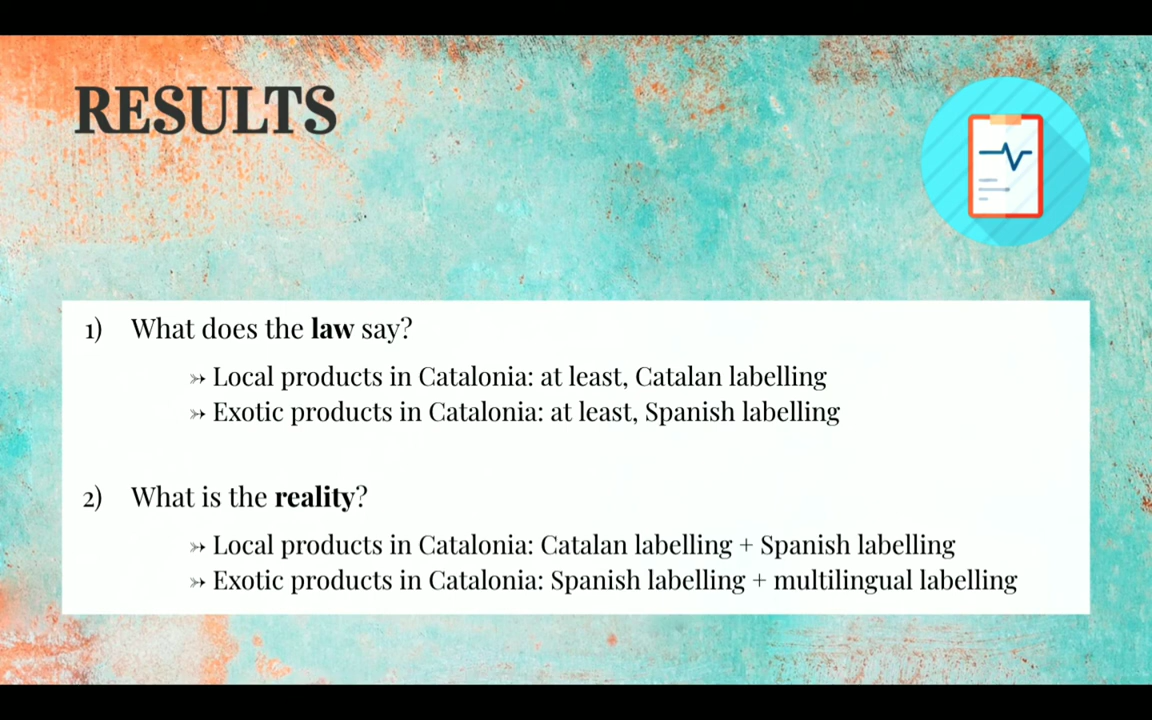 RESULTS
1) What does the law say?
➳ Local products in Catalonia: at least, Catalan labelling
➳ Exotic products in Catalonia: at least, Spanish labelling
2) What is the reality?
➳ Local products in Catalonia: Catalan labelling + Spanish labelling
➳ Exotic products in Catalonia: Spanish labelling + multilingual labelling